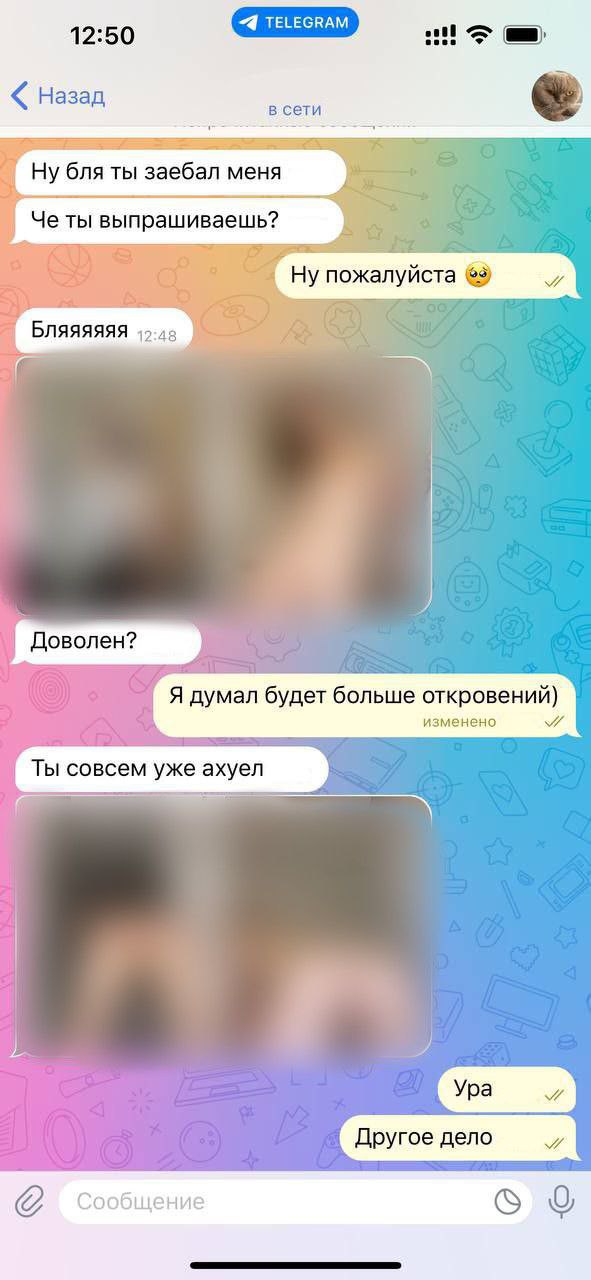 12:50
TELEGRAM
Назад
в сети
Ну бля ты заебал меня
Че ты выпрашиваешь?
Ну пожалуйста 🥺
Бляяяяяя 12:48
Доволен?
Я думал будет больше откровений)
изменено
Ты совсем уже ахуел
Ура
Другое дело
Сообщение